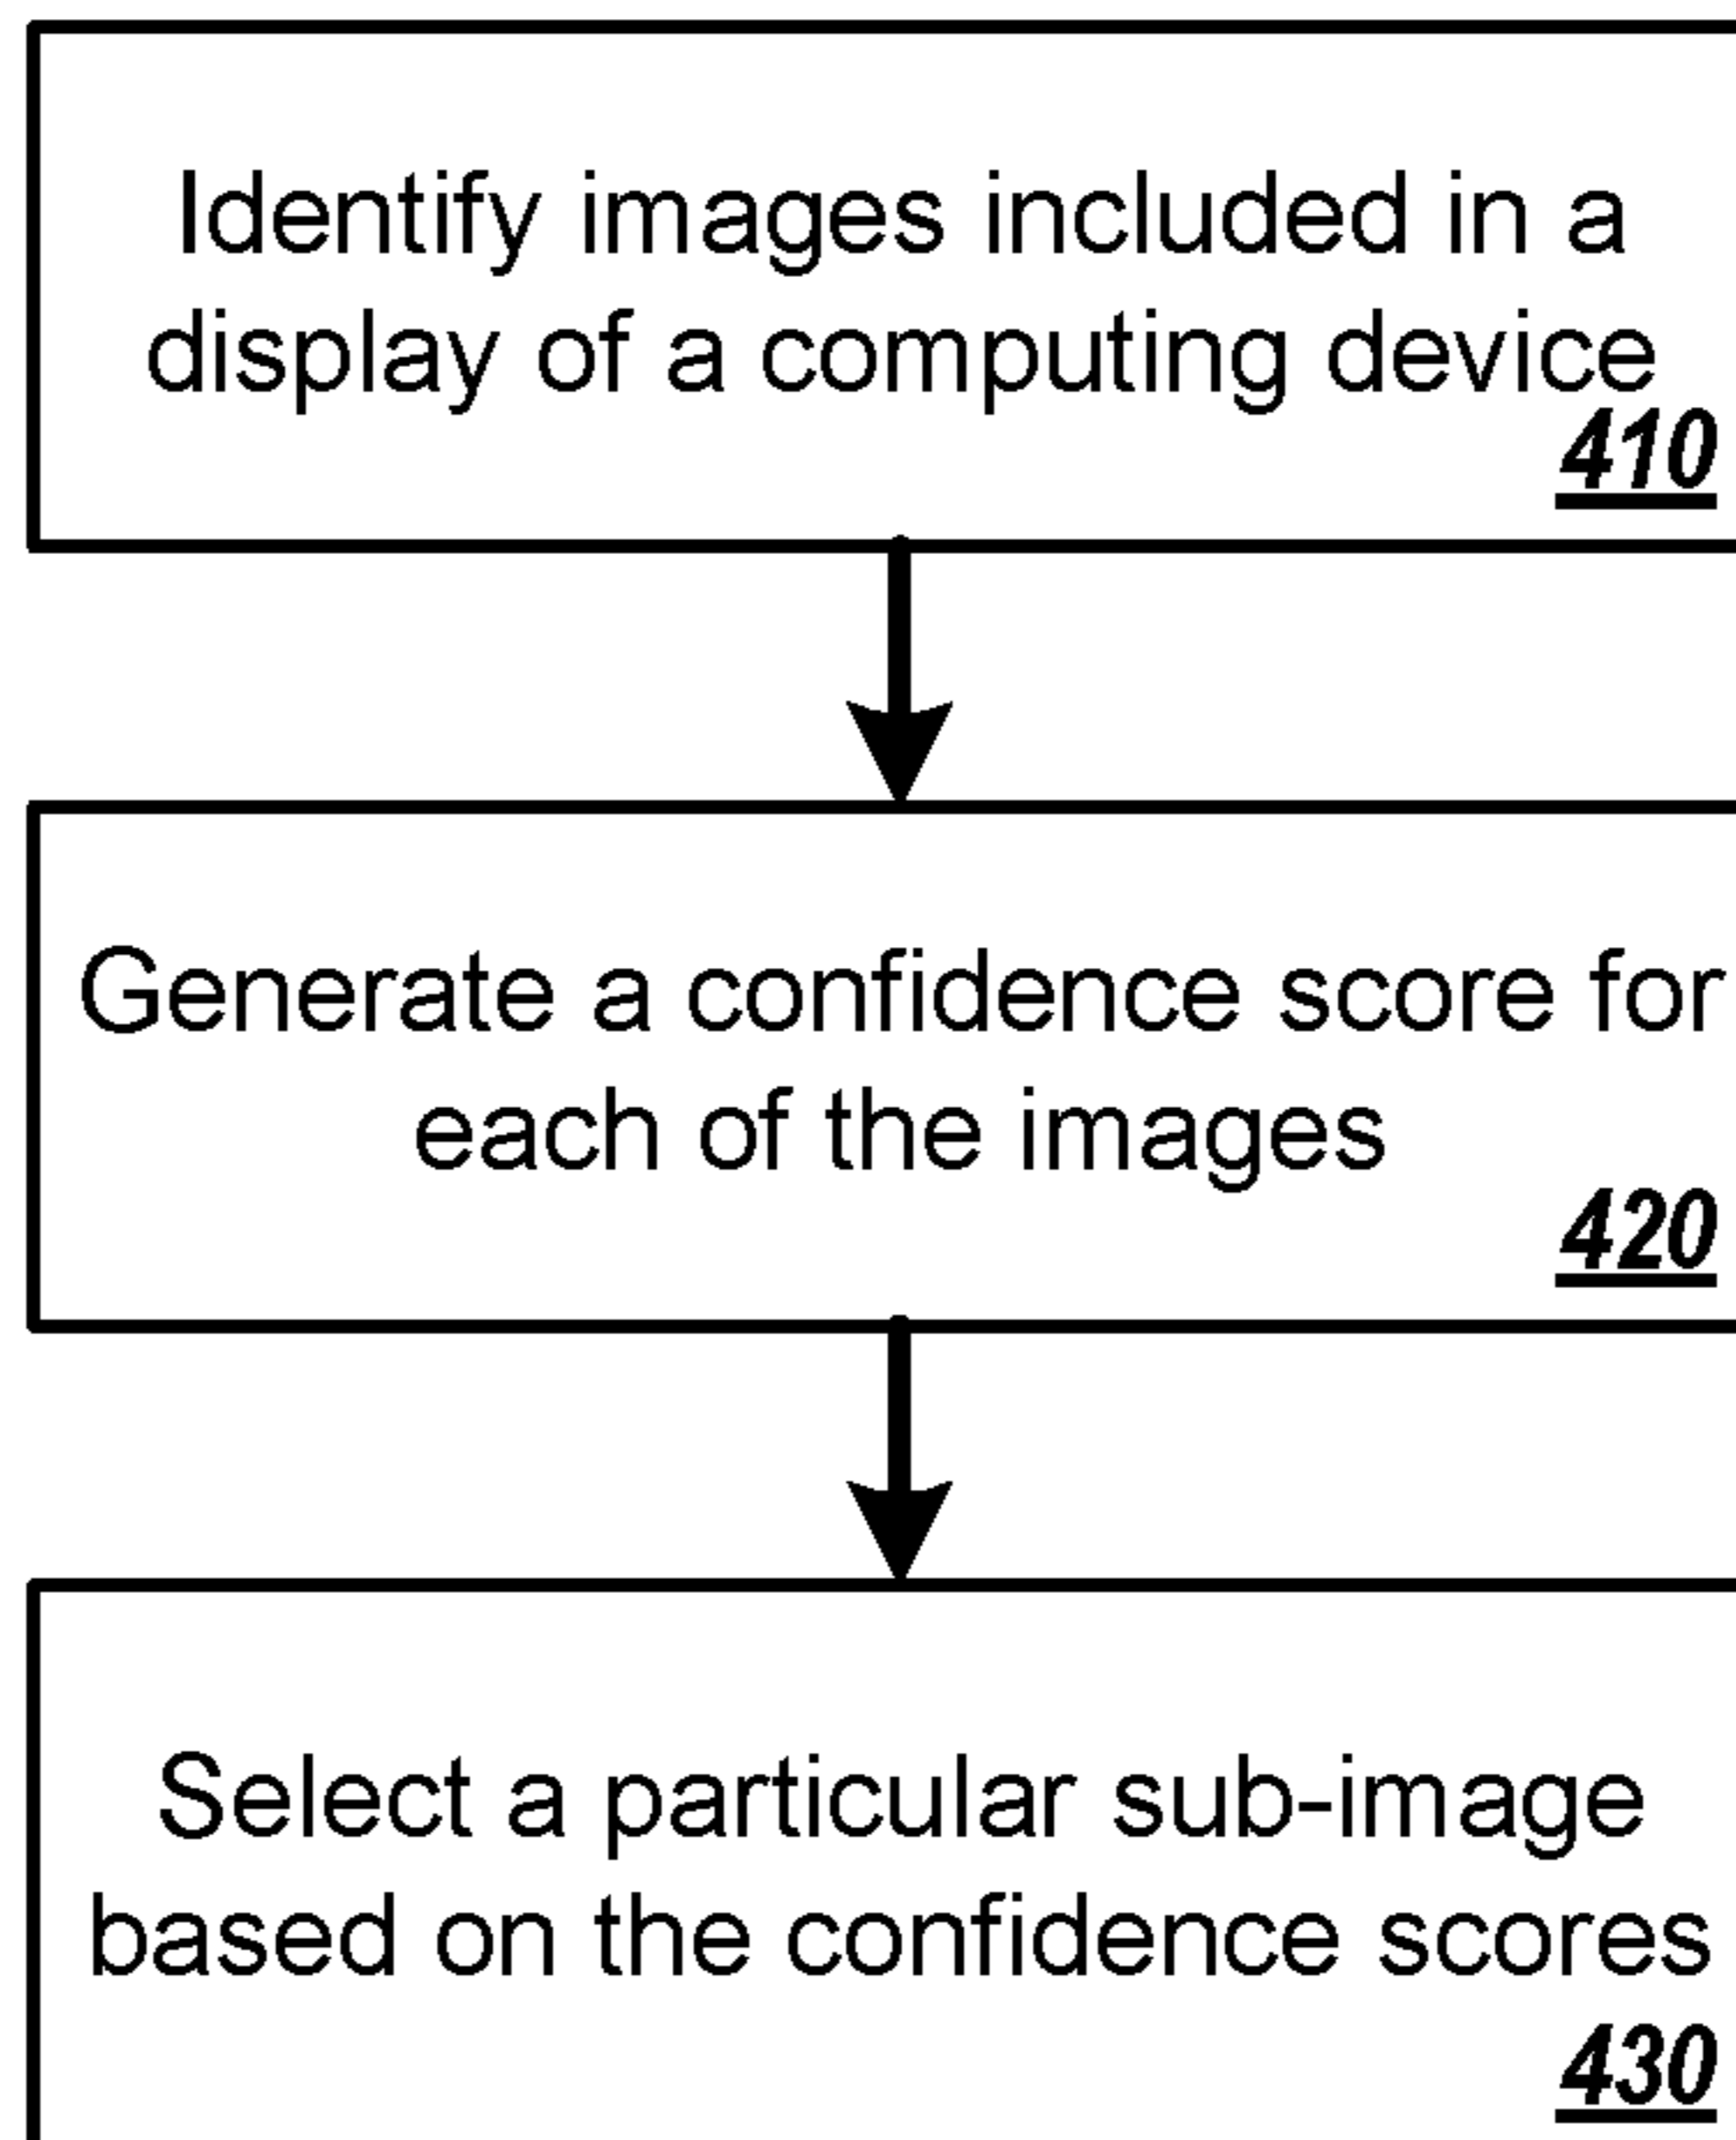 Identify images included in a
display of a computing device
410
Generate a confidence score for
each of the images
420
Select a particular sub-image
based on the confidence scores
430